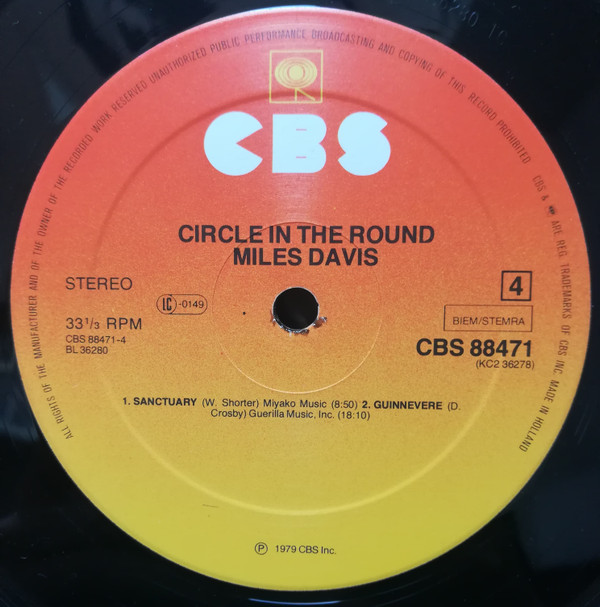 ALL RIGHTS OF THE MANUFACTURER AND OF THE OWNER OF THE RECORDED WORK RESERVED UNAUTHORIZED PUBLIC PERFORMANCE BROADCASTING AND COPYING OF THIS RECORD PROHIBITED
CBS & ARE REG. TRADEMARKS OF CBS INC. MADE IN HOLLAND
CBS
CIRCLE IN THE ROUND
MILES DAVIS
STEREO
LC-0149
4
33 1/3 RPM
BIEM/STEMRA
CBS 88471-4
BL 36280
CBS 88471
(KC2 36278)
1. SANCTUARY (W. Shorter) Miyako Music (8:50) 2. GUINNEVERE (D.
Crosby) Guerilla Music, Inc. (18:10)
Ⓟ 1979 CBS Inc.